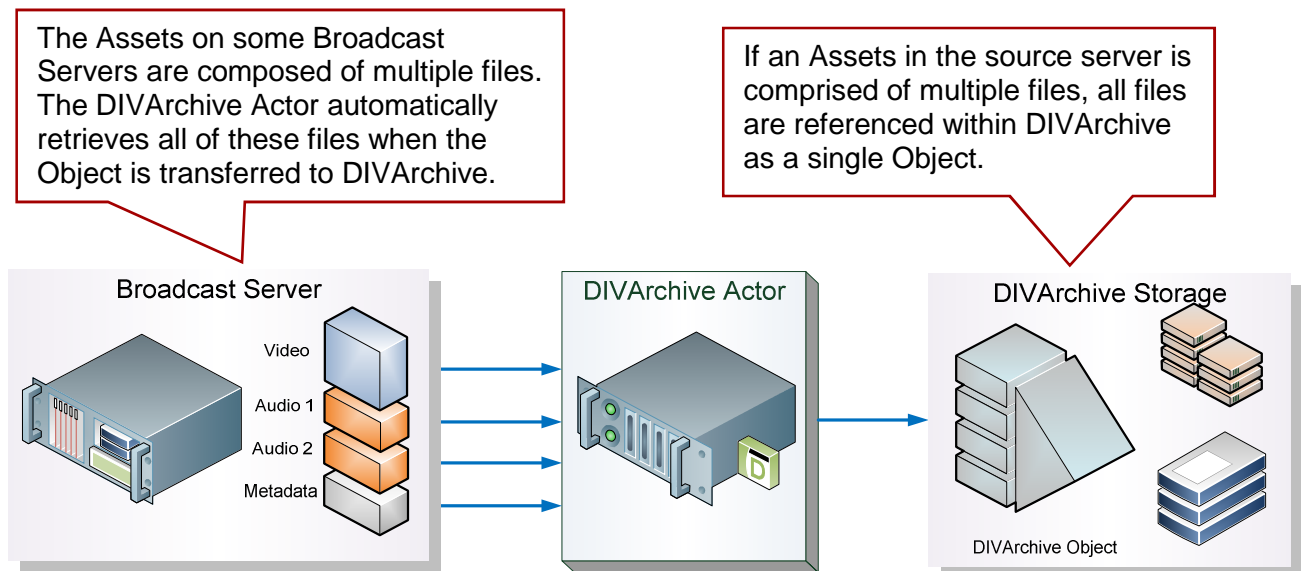 The Assets on some Broadcast
Servers are composed of multiple files.
The DIVArchive Actor automatically
retrieves all of these files when the
Object is transferred to DIVArchive.
If an Assets in the source server is
comprised of multiple files, all files
are referenced within DIVArchive
as a single Object.
Broadcast Server
Video
Audio 1
Audio 2
Metadata
DIVArchive Actor
D
DIVArchive Storage
DIVArchive Object